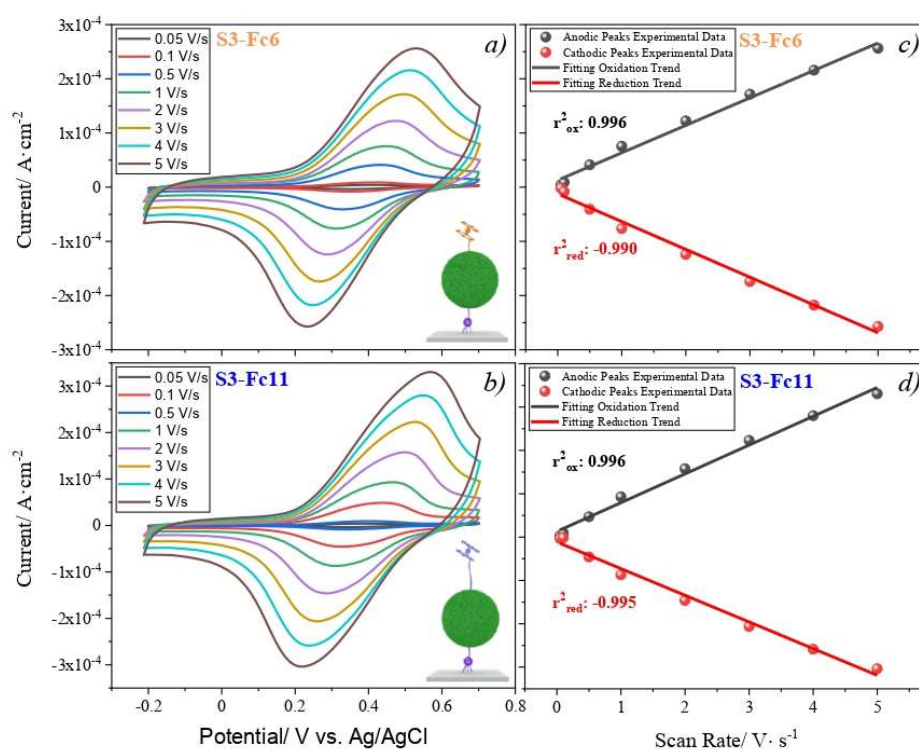 S3-Fc6
a)
0.05 V/s
0.1 V/s
0.5 V/s
1 V/s
2 V/s
3 V/s
4 V/s
5 V/s
3x10⁻⁴
2x10⁻⁴
1x10⁻⁴
0
-1x10⁻⁴
-2x10⁻⁴
-3x10⁻⁴
Current/ A·cm⁻²
S3-Fc6
c)
Anodic Peaks Experimental Data
Cathodic Peaks Experimental Data
Fitting Oxidation Trend
Fitting Reduction Trend
r²ox: 0.996
r²red: -0.990
S3-Fc11
b)
0.05 V/s
0.1 V/s
0.5 V/s
1 V/s
2 V/s
3 V/s
4 V/s
5 V/s
3x10⁻⁴
2x10⁻⁴
1x10⁻⁴
0
-1x10⁻⁴
-2x10⁻⁴
-3x10⁻⁴
Current/ A·cm⁻²
-0.2 0 0.2 0.4 0.6 0.8
Potential/ V vs. Ag/AgCl
S3-Fc11
d)
Anodic Peaks Experimental Data
Cathodic Peaks Experimental Data
Fitting Oxidation Trend
Fitting Reduction Trend
r²ox: 0.996
r²red: -0.995
0 1 2 3 4 5
Scan Rate/ V· s⁻¹